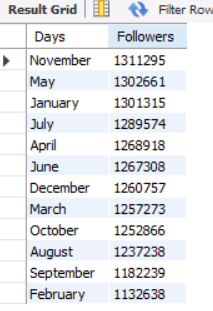 Result Grid Filter Row
Days Followers
November 1311295
May 1302661
January 1301315
July 1289574
April 1268918
June 1267308
December 1260757
March 1257273
October 1252866
August 1237238
September 1182239
February 1132638